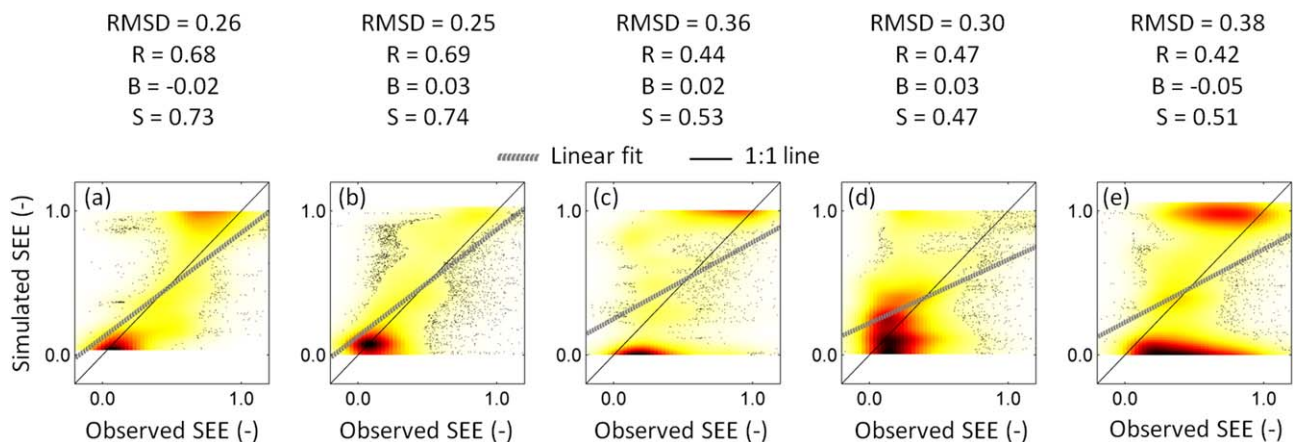 RMSD = 0.26 RMSD = 0.25 RMSD = 0.36 RMSD = 0.30 RMSD = 0.38
R = 0.68 R = 0.69 R = 0.44 R = 0.47 R = 0.42
B = -0.02 B = 0.03 B = 0.02 B = 0.03 B = -0.05
S = 0.73 S = 0.74 S = 0.53 S = 0.47 S = 0.51
Linear fit 1:1 line
(a) (b) (c) (d) (e)
1.0 1.0 1.0 1.0 1.0
Simulated SEE (-)
0.0 0.0 0.0 0.0 0.0
0.0 1.0 0.0 1.0 0.0 1.0 0.0 1.0 0.0 1.0
Observed SEE (-) Observed SEE (-) Observed SEE (-) Observed SEE (-) Observed SEE (-)